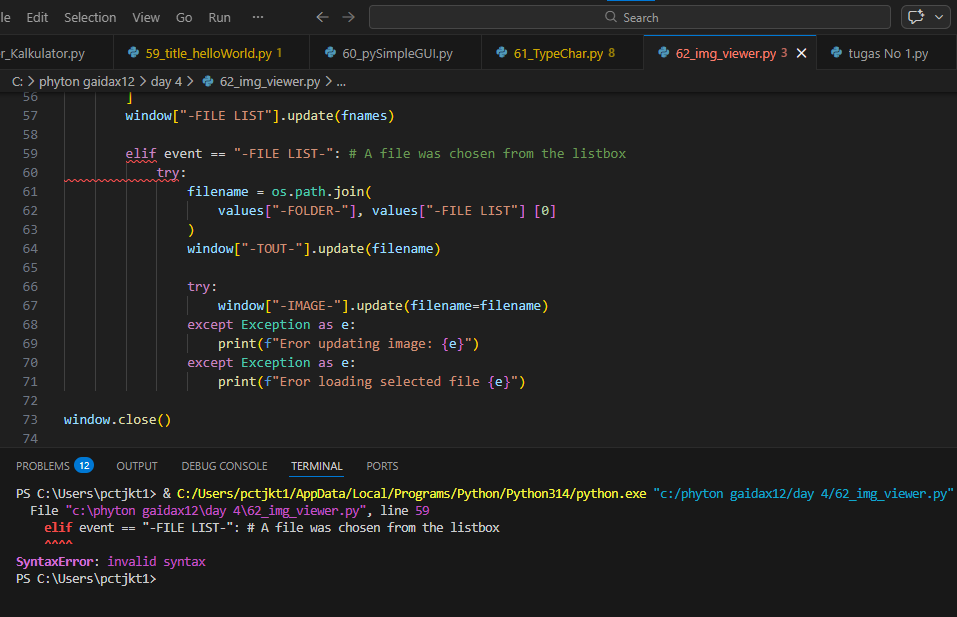 le Edit Selection View Go Run ··· Search
r_Kalkulator.py 59_title_helloWorld.py 1 60_pySimpleGUI.py 61_TypeChar.py 8 62_img_viewer.py 3 tugas No 1.py
C: > phyton gaidax12 > day 4 > 62_img_viewer.py > ...
56 ]
57 window["-FILE LIST"].update(fnames)
58
59 elif event == "-FILE LIST-": # A file was chosen from the listbox
60 try:
61 filename = os.path.join(
62 values["-FOLDER-"], values["-FILE LIST"] [0]
63 )
64 window["-TOUT-"].update(filename)
65
66 try:
67 window["-IMAGE-"].update(filename=filename)
68 except Exception as e:
69 print(f"Eror updating image: {e}")
70 except Exception as e:
71 print(f"Eror loading selected file {e}")
72
73 window.close()
74
PROBLEMS 12 OUTPUT DEBUG CONSOLE TERMINAL PORTS
PS C:\Users\pctjkt1> & C:/Users/pctjkt1/AppData/Local/Programs/Python/Python314/python.exe "c:/phyton gaidax12/day 4/62_img_viewer.py"
File "c:\phyton gaidax12\day 4\62_img_viewer.py", line 59
elif event == "-FILE LIST-": # A file was chosen from the listbox
^^^^
SyntaxError: invalid syntax
PS C:\Users\pctjkt1>